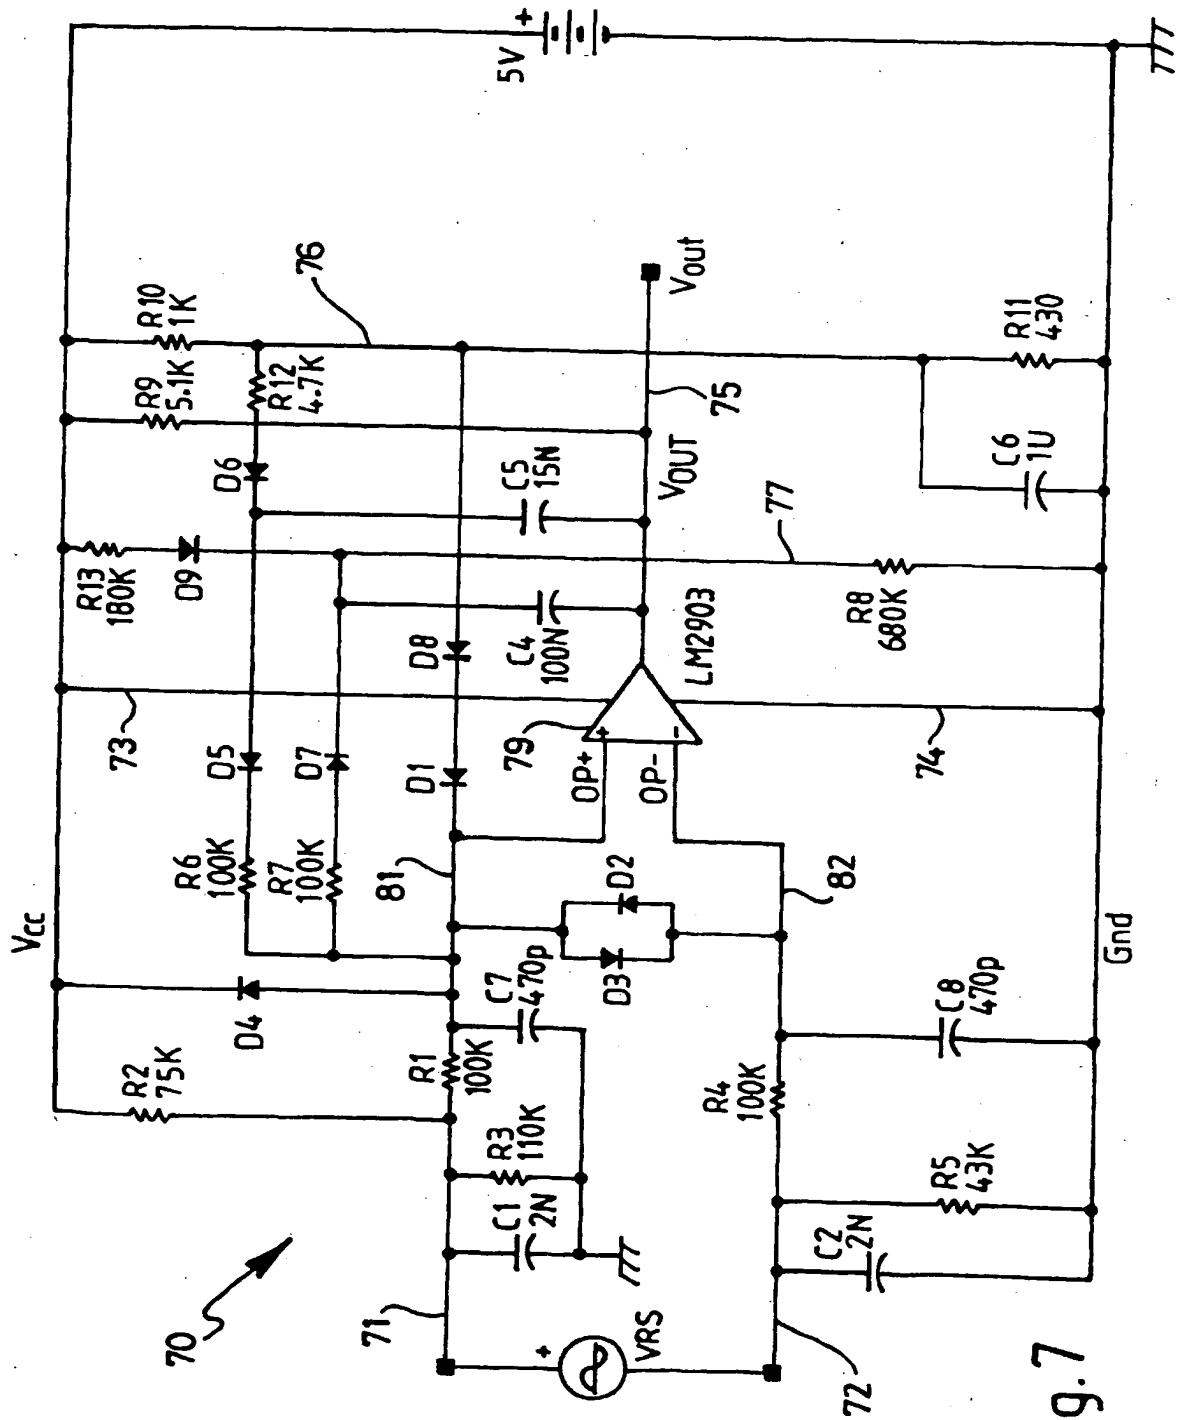 70
71
72
VRS
+
C1
2N
R3
110K
R2
75K
R1
100K
C7
470p
D4
Vcc
R6
100K
R7
100K
81
D3
D2
D5
D7
D1
73
79
OP+
OP-
+
-
LM2903
D8
C4
100N
R13
180K
D9
D6
C5
15N
R9
5.1K
R10
1K
R12
4.7K
76
VOUT
75
Vout
77
R8
680K
C6
1U
R11
430
74
82
R4
100K
C8
470p
R5
43K
C2
2N
Gnd
5V
+
g.7